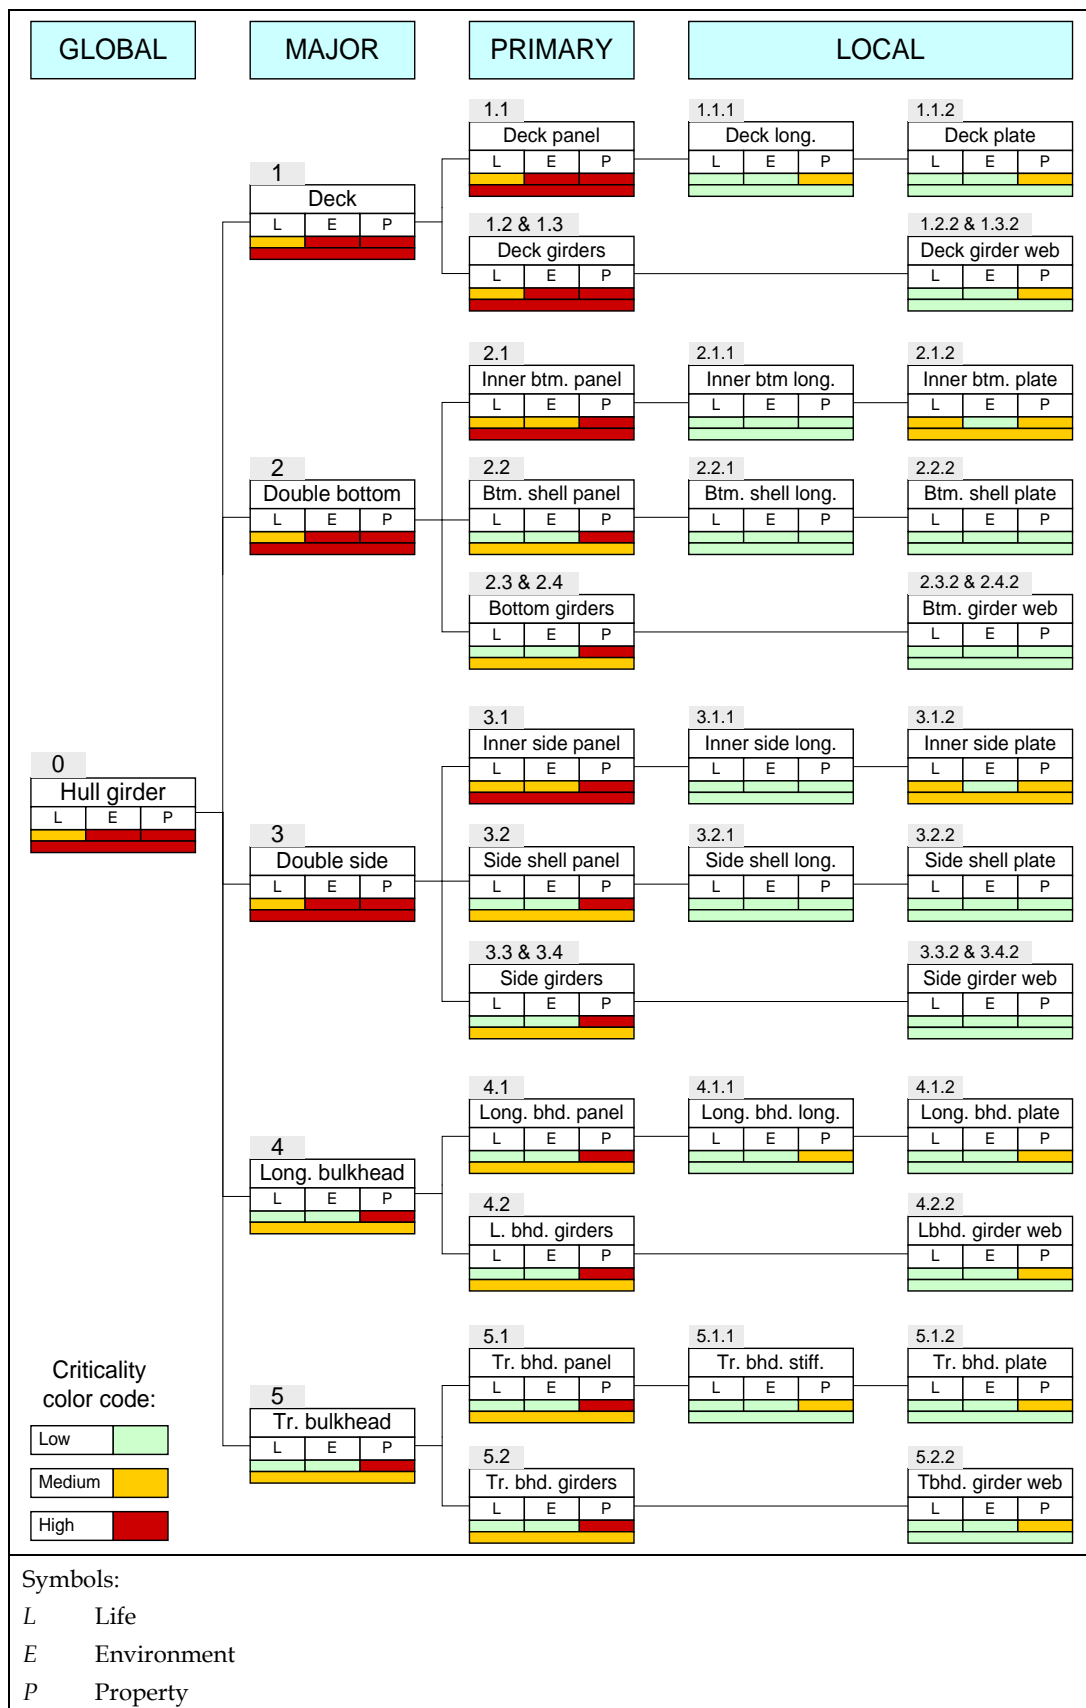 GLOBAL MAJOR PRIMARY LOCAL
1.1 1.1.1 1.1.2
Deck panel Deck long. Deck plate
L E P L E P L E P
1
Deck
L E P
1.2 & 1.3 1.2.2 & 1.3.2
Deck girders Deck girder web
L E P L E P
2.1 2.1.1 2.1.2
Inner btm. panel Inner btm long. Inner btm. plate
L E P L E P L E P
2 2.2 2.2.1 2.2.2
Double bottom Btm. shell panel Btm. shell long. Btm. shell plate
L E P L E P L E P L E P
2.3 & 2.4 2.3.2 & 2.4.2
Bottom girders Btm. girder web
L E P L E P
3.1 3.1.1 3.1.2
Inner side panel Inner side long. Inner side plate
L E P L E P L E P
0
Hull girder
L E P
3 3.2 3.2.1 3.2.2
Double side Side shell panel Side shell long. Side shell plate
L E P L E P L E P L E P
3.3 & 3.4 3.3.2 & 3.4.2
Side girders Side girder web
L E P L E P
4.1 4.1.1 4.1.2
Long. bhd. panel Long. bhd. long. Long. bhd. plate
L E P L E P L E P
4
Long. bulkhead
L E P
4.2 4.2.2
L. bhd. girders Lbhd. girder web
L E P L E P
5.1 5.1.1 5.1.2
Tr. bhd. panel Tr. bhd. stiff. Tr. bhd. plate
L E P L E P L E P
5
Tr. bulkhead
L E P
5.2 5.2.2
Tr. bhd. girders Tbhd. girder web
L E P L E P
Criticality
color code:
Low
Medium
High
Symbols:
L Life
E Environment
P Property